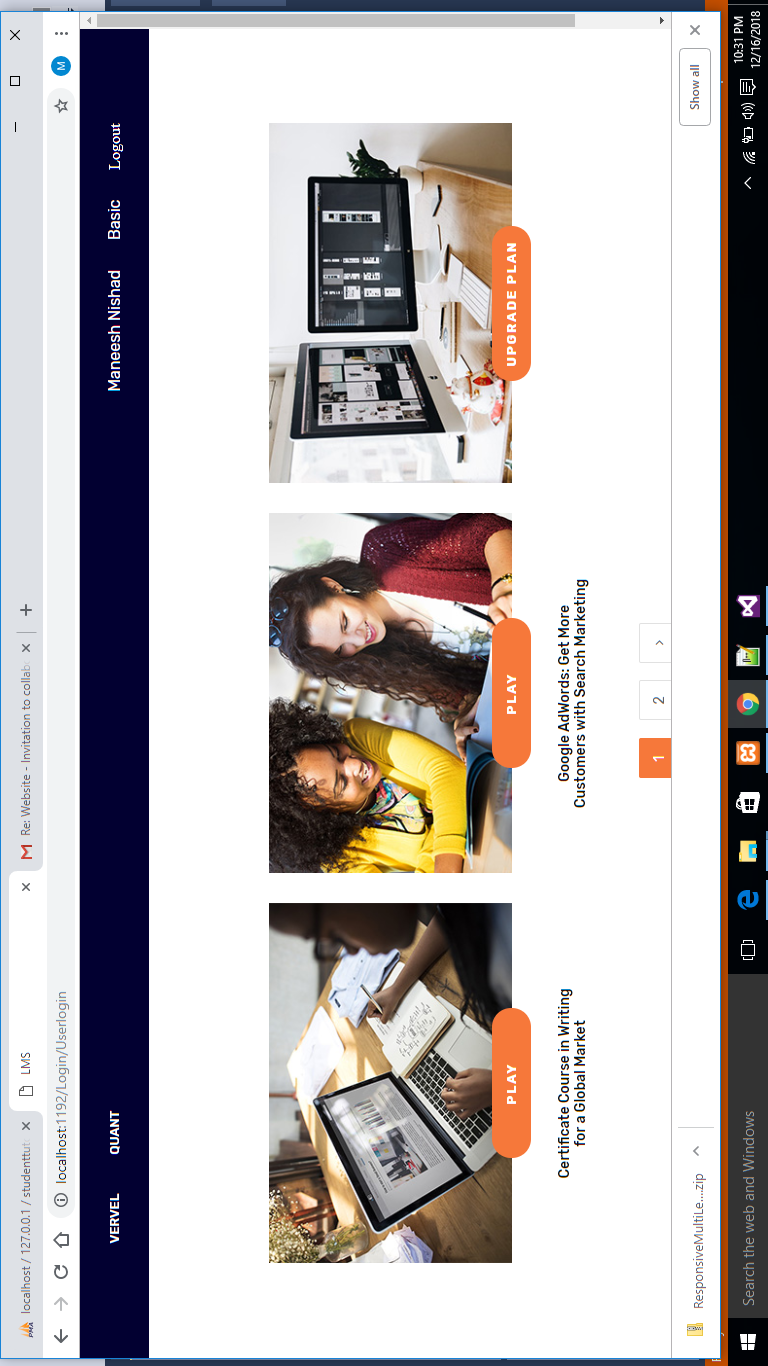 localhost / 127.0.0.1 / studenttut
LMS
Re: Website - Invitation to collab
localhost:1192/Login/Userlogin
M
VERVEL
QUANT
Maneesh Nishad
Basic
Logout
PLAY
PLAY
UPGRADE PLAN
Certificate Course in Writing
for a Global Market
Google AdWords: Get More
Customers with Search Marketing
1
2
ResponsiveMultiLe....zip
Show all
Search the web and Windows
10:31 PM
12/16/2018